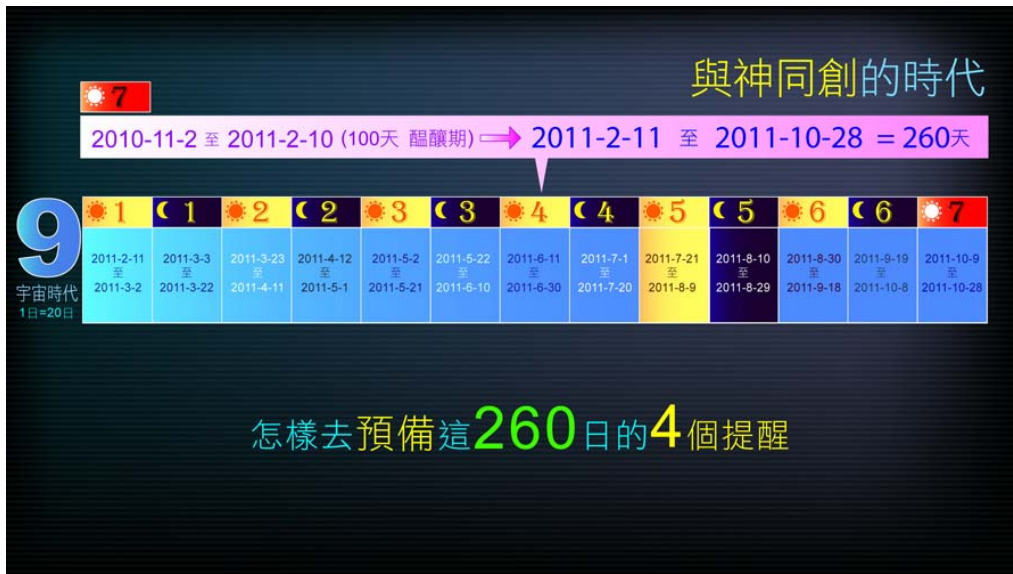 與神同創的時代
7
2010-11-2 至 2011-2-10 (100天 醞釀期) 2011-2-11 至 2011-10-28 = 260天
9
宇宙時代
1日=20日
1 1 2 2 3 3 4 4 5 5 6 6 7
2011-2-11 2011-3-3 2011-3-23 2011-4-12 2011-5-2 2011-5-22 2011-6-11 2011-7-1 2011-7-21 2011-8-10 2011-8-30 2011-9-19 2011-10-9
至 至 至 至 至 至 至 至 至 至 至 至 至
2011-3-2 2011-3-22 2011-4-11 2011-5-1 2011-5-21 2011-6-10 2011-6-30 2011-7-20 2011-8-9 2011-8-29 2011-9-18 2011-10-8 2011-10-28
怎樣去預備這260日的4個提醒